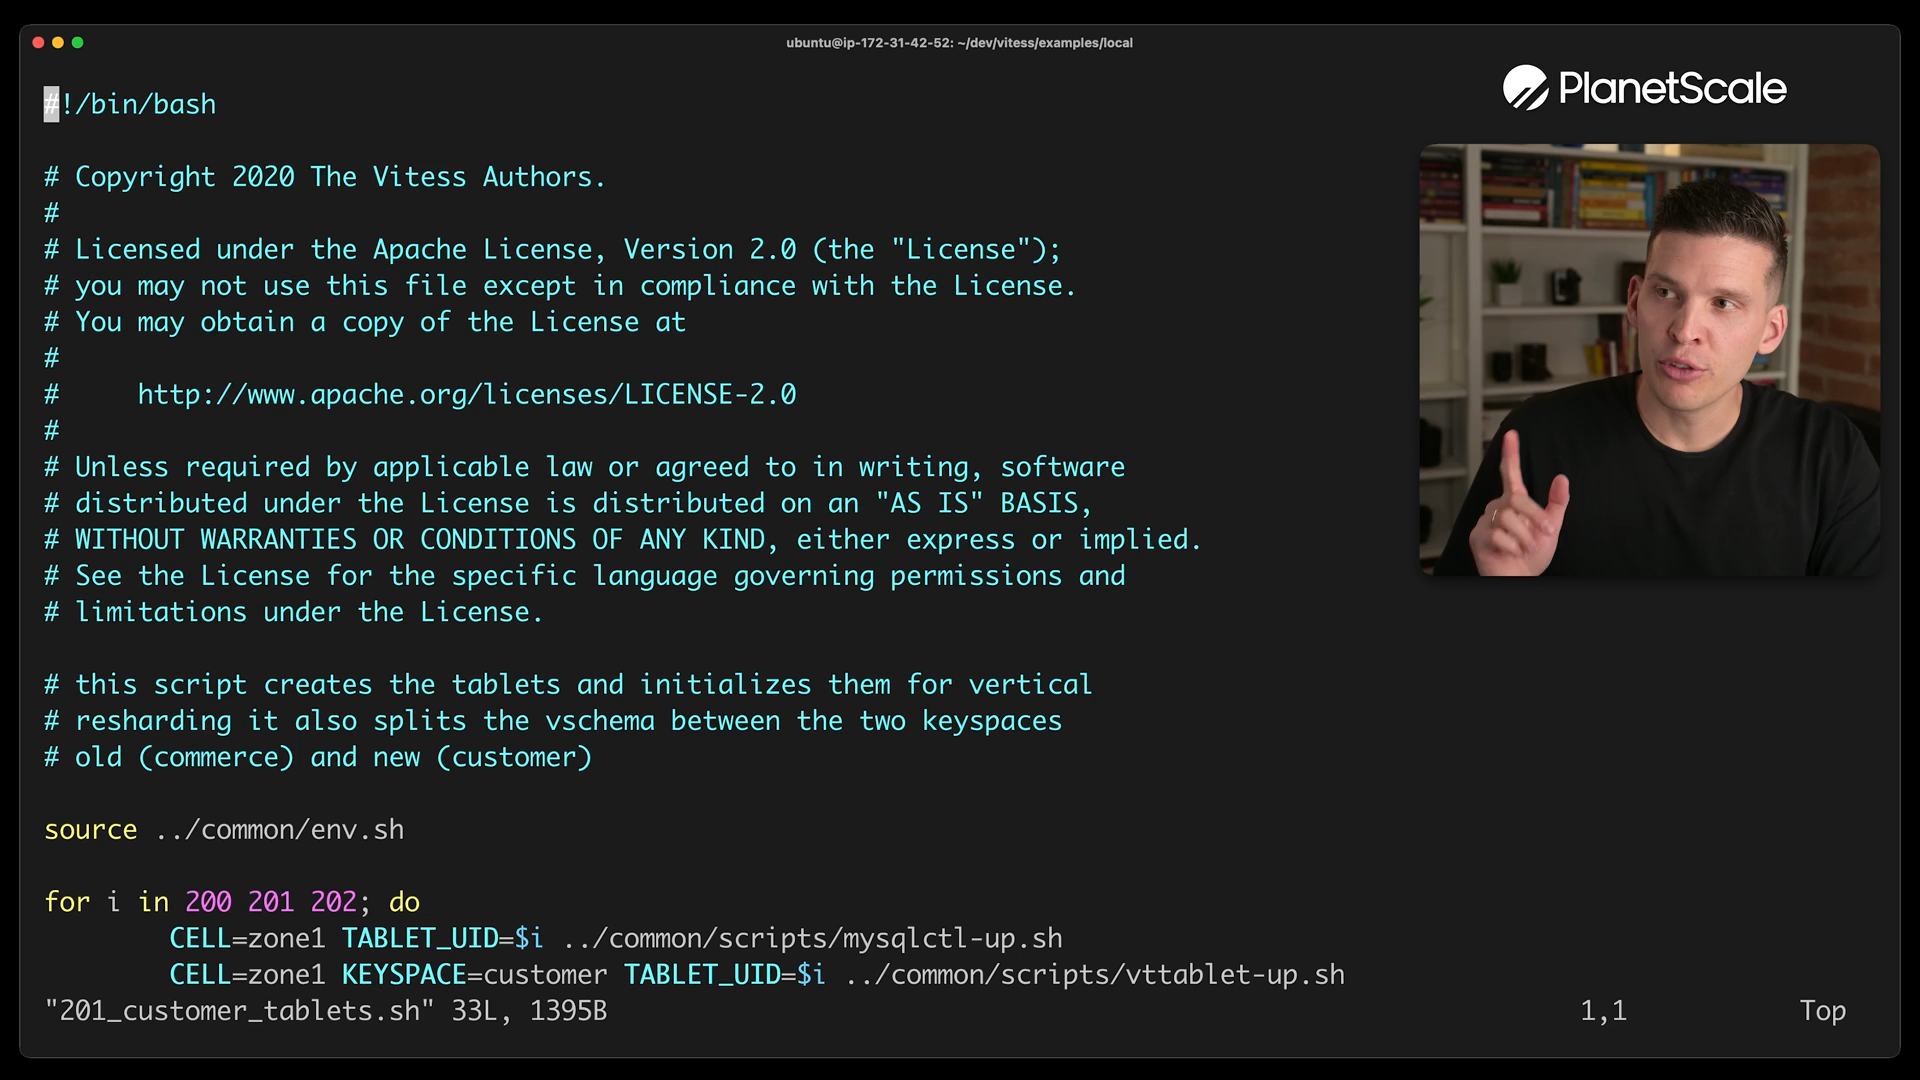 ubuntu@ip-172-31-42-52: ~/dev/vitess/examples/local
PlanetScale
#!/bin/bash
# Copyright 2020 The Vitess Authors.
#
# Licensed under the Apache License, Version 2.0 (the "License");
# you may not use this file except in compliance with the License.
# You may obtain a copy of the License at
#
#     http://www.apache.org/licenses/LICENSE-2.0
#
# Unless required by applicable law or agreed to in writing, software
# distributed under the License is distributed on an "AS IS" BASIS,
# WITHOUT WARRANTIES OR CONDITIONS OF ANY KIND, either express or implied.
# See the License for the specific language governing permissions and
# limitations under the License.
# this script creates the tablets and initializes them for vertical
# resharding it also splits the vschema between the two keyspaces
# old (commerce) and new (customer)
source ../common/env.sh
for i in 200 201 202; do
        CELL=zone1 TABLET_UID=$i ../common/scripts/mysqlctl-up.sh
        CELL=zone1 KEYSPACE=customer TABLET_UID=$i ../common/scripts/vttablet-up.sh
"201_customer_tablets.sh" 33L, 1395B 1,1 Top